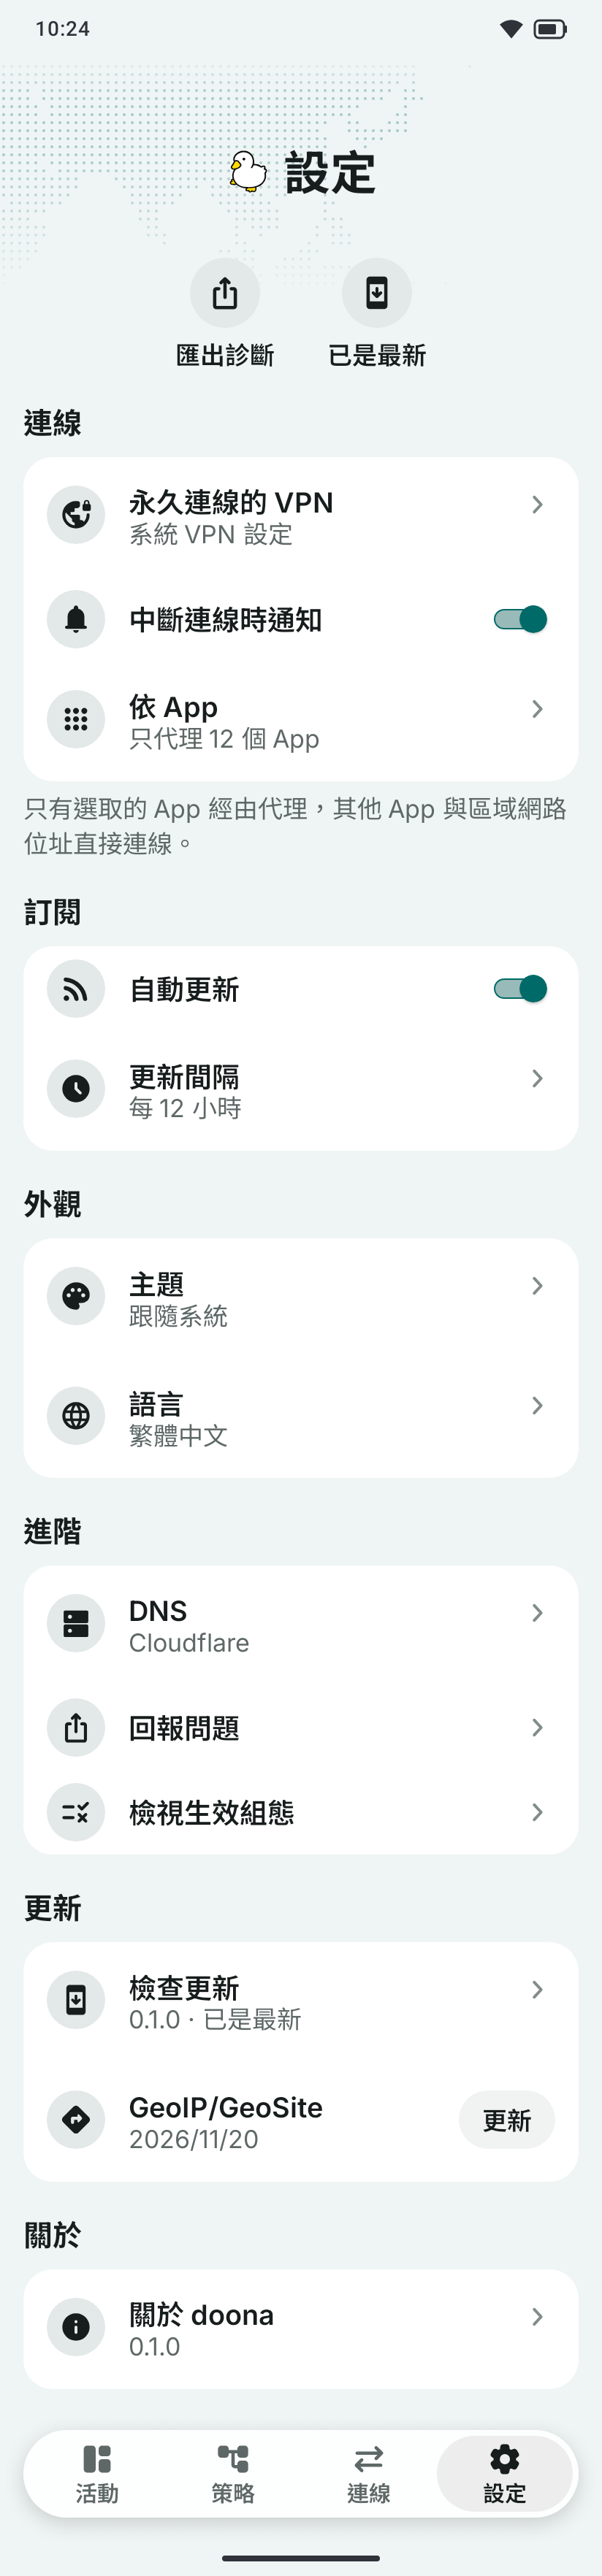 10:24
設定
匯出診斷
已是最新
連線
永久連線的 VPN
系統 VPN 設定
中斷連線時通知
依 App
只代理 12 個 App
只有選取的 App 經由代理，其他 App 與區域網路
位址直接連線。
訂閱
自動更新
更新間隔
每 12 小時
外觀
主題
跟隨系統
語言
繁體中文
進階
DNS
Cloudflare
回報問題
檢視生效組態
更新
檢查更新
0.1.0 · 已是最新
GeoIP/GeoSite
2026/11/20
更新
關於
關於 doona
0.1.0
活動
策略
連線
設定